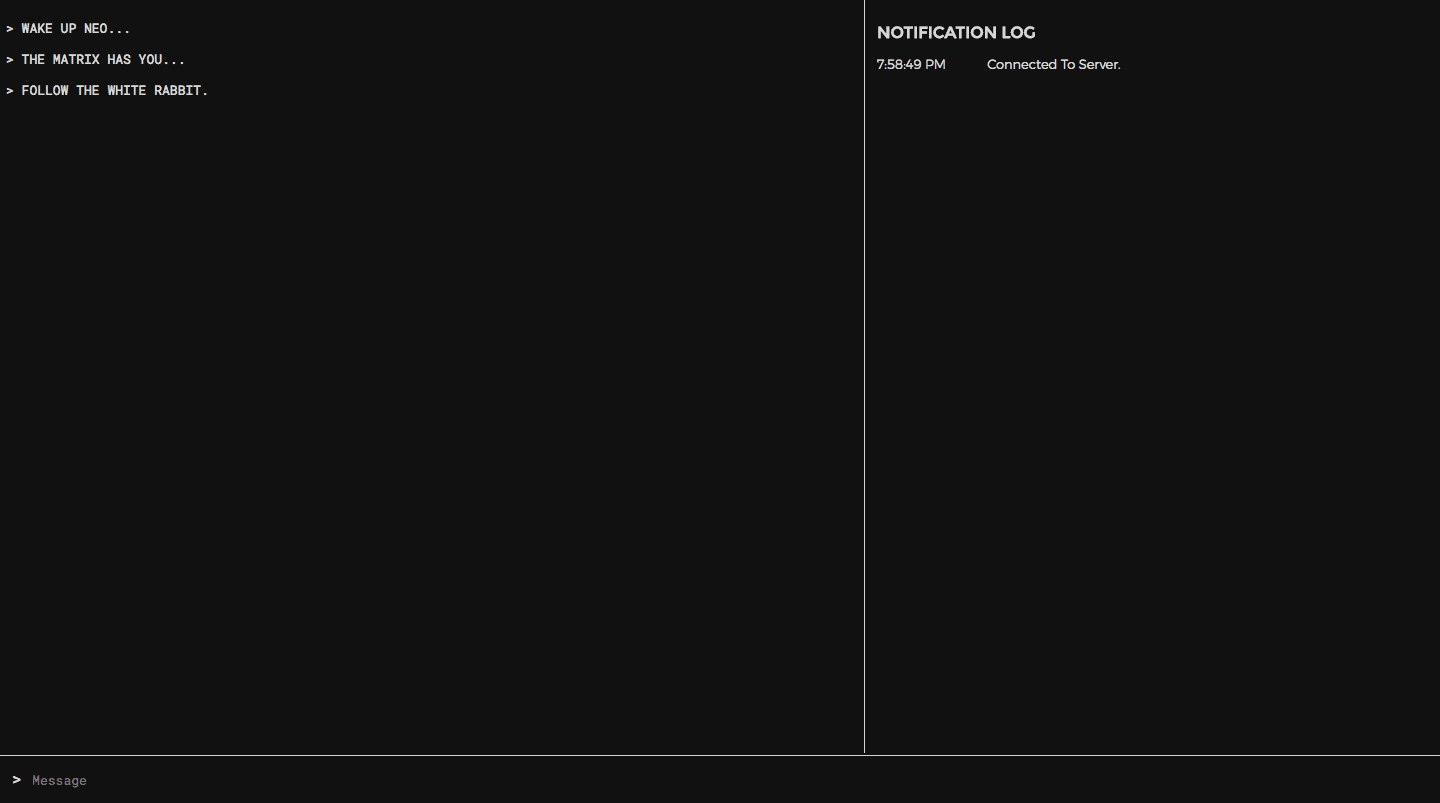 > WAKE UP NEO...
> THE MATRIX HAS YOU...
> FOLLOW THE WHITE RABBIT.
NOTIFICATION LOG
7:58:49 PM Connected To Server.
> Message